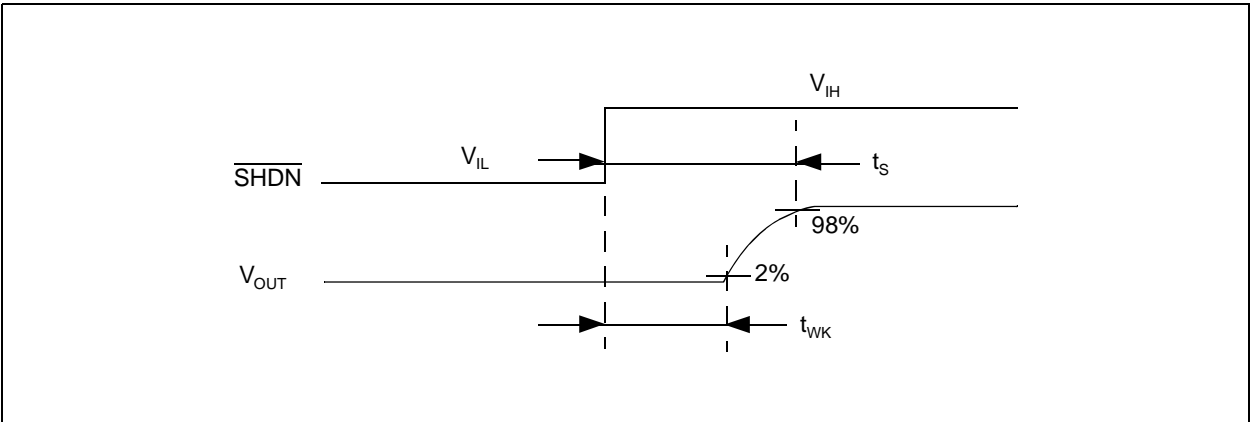 V_IH
V_IL
t_S
SHDN
98%
2%
V_OUT
t_WK